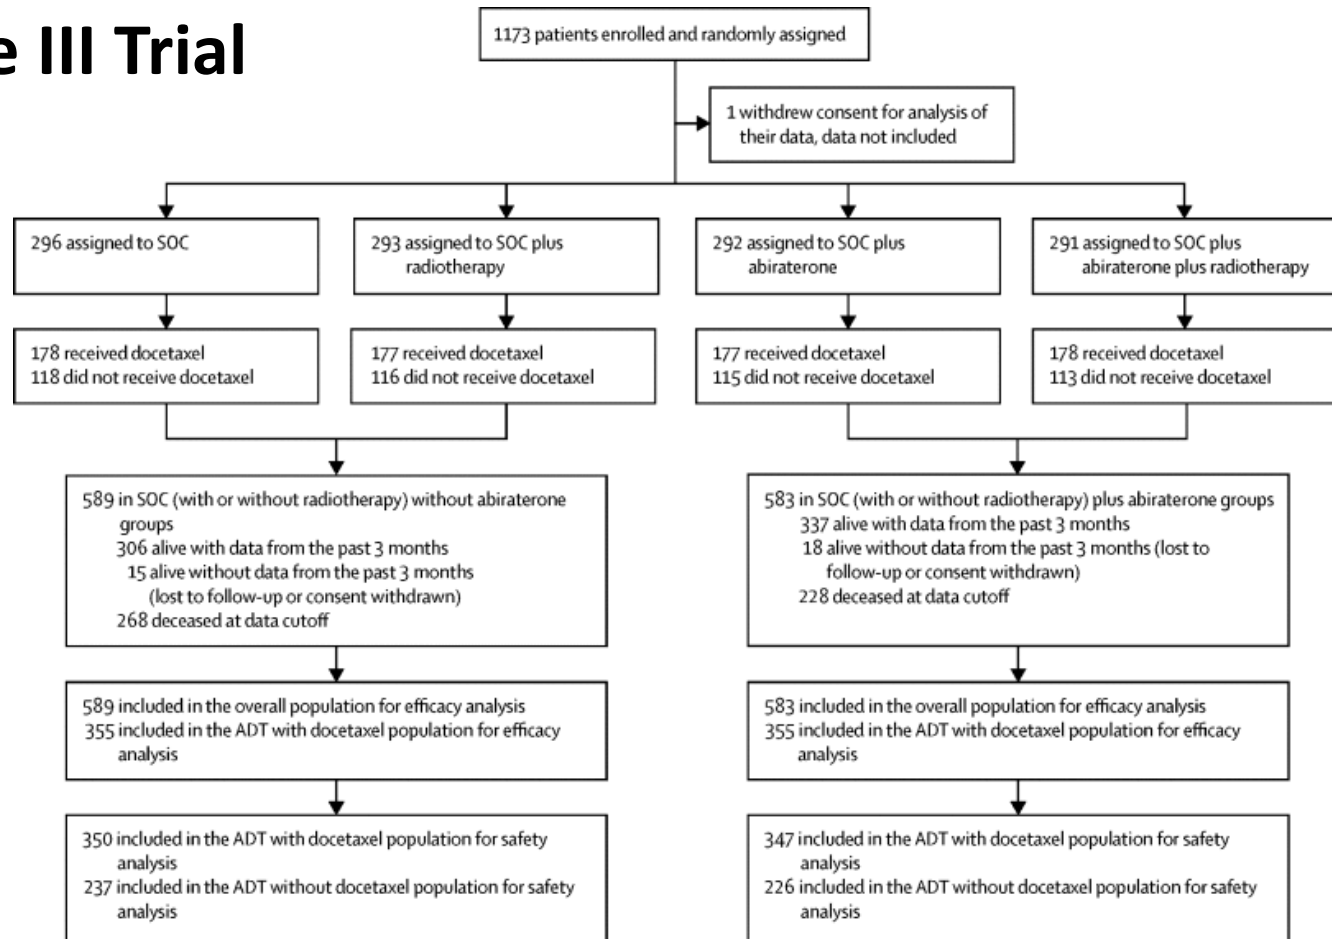 e III Trial
1173 patients enrolled and randomly assigned
1 withdrew consent for analysis of
their data, data not included
296 assigned to SOC
293 assigned to SOC plus
radiotherapy
292 assigned to SOC plus
abiraterone
291 assigned to SOC plus
abiraterone plus radiotherapy
178 received docetaxel
118 did not receive docetaxel
177 received docetaxel
116 did not receive docetaxel
177 received docetaxel
115 did not receive docetaxel
178 received docetaxel
113 did not receive docetaxel
589 in SOC (with or without radiotherapy) without abiraterone
groups
306 alive with data from the past 3 months
15 alive without data from the past 3 months
(lost to follow-up or consent withdrawn)
268 deceased at data cutoff
583 in SOC (with or without radiotherapy) plus abiraterone groups
337 alive with data from the past 3 months
18 alive without data from the past 3 months (lost to
follow-up or consent withdrawn)
228 deceased at data cutoff
589 included in the overall population for efficacy analysis
355 included in the ADT with docetaxel population for efficacy
analysis
583 included in the overall population for efficacy analysis
355 included in the ADT with docetaxel population for efficacy
analysis
350 included in the ADT with docetaxel population for safety
analysis
237 included in the ADT without docetaxel population for safety
analysis
347 included in the ADT with docetaxel population for safety
analysis
226 included in the ADT without docetaxel population for safety
analysis